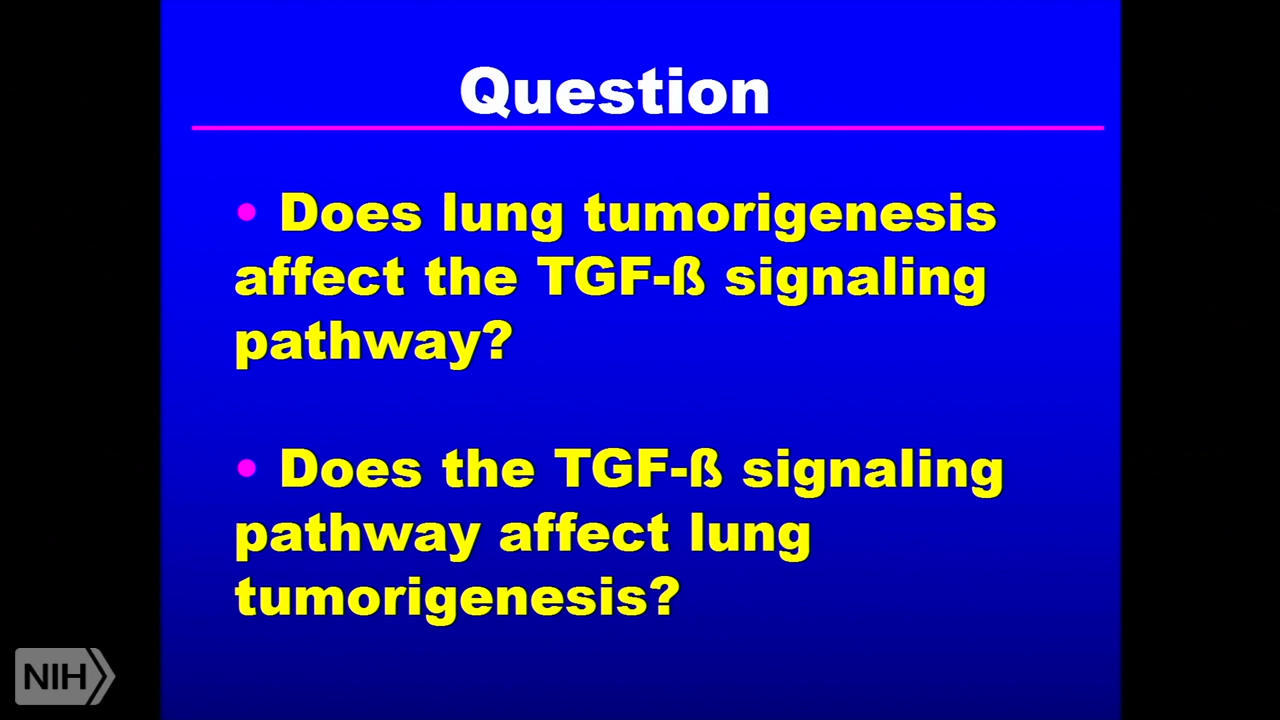 Question
• Does lung tumorigenesis
affect the TGF-ß signaling
pathway?
• Does the TGF-ß signaling
pathway affect lung
tumorigenesis?
NIH